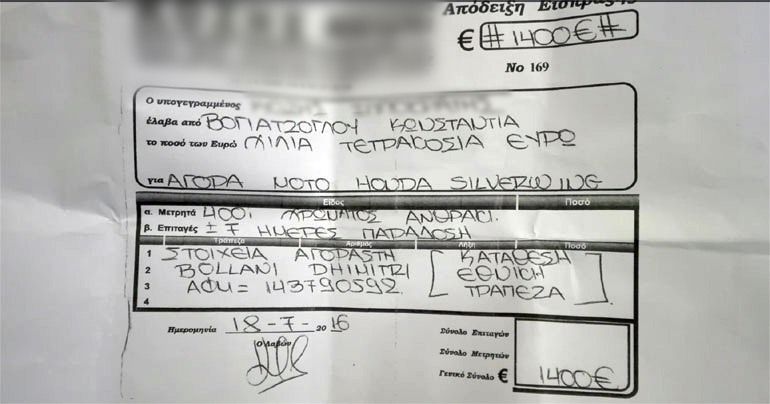 Απόδειξη Είσπραξης
€ #1400€#
Νο 169
Ο υπογεγραμμένος
έλαβα από ΒΟΓΙΑΤΖΟΓΛΟΥ ΚΩΝΣΤΑΝΤΙΑ
το ποσό των Ευρώ ΧΙΛΙΑ ΤΕΤΡΑΚΟΣΙΑ ΕΥΡΩ
για ΑΓΟΡΑ ΜΟΤΟ HONDA SILVERWING
Είδος Ποσό
α. Μετρητά 400i ΧΡΩΜΑΤΟΣ ΑΝΘΡΑΚΙ.
β. Επιταγές ± 7 ΗΜΕΡΕΣ ΠΑΡΑΔΟΣΗ
Τράπεζα Αριθμός Λήξη Ποσό
1 ΣΤΟΙΧΕΙΑ ΑΓΟΡΑΣΤΗ ΚΑΤΑΘΕΣΗ
2 BOLLANI DHIMITRI ΕΘΝΙΚΗ
3 ΑΦΜ = 143790592 ΤΡΑΠΕΖΑ
4
Ημερομηνία 18-7-2016
Ο λαβών
Σύνολο Επιταγών
Σύνολο Μετρητών
Γενικό Σύνολο € 1400€